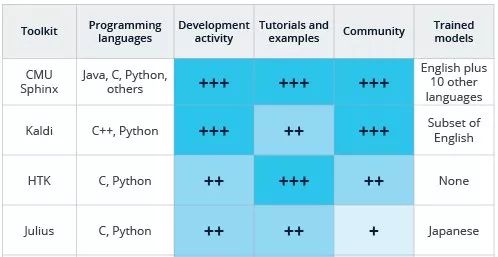 Toolkit
Programming
languages
Development
activity
Tutorials and
examples
Community
Trained
models
CMU
Sphinx
Java, C, Python,
others
+++
+++
+++
English plus
10 other
languages
Kaldi
C++, Python
+++
++
+++
Subset of
English
HTK
C, Python
++
+++
++
None
Julius
C, Python
++
++
+
Japanese